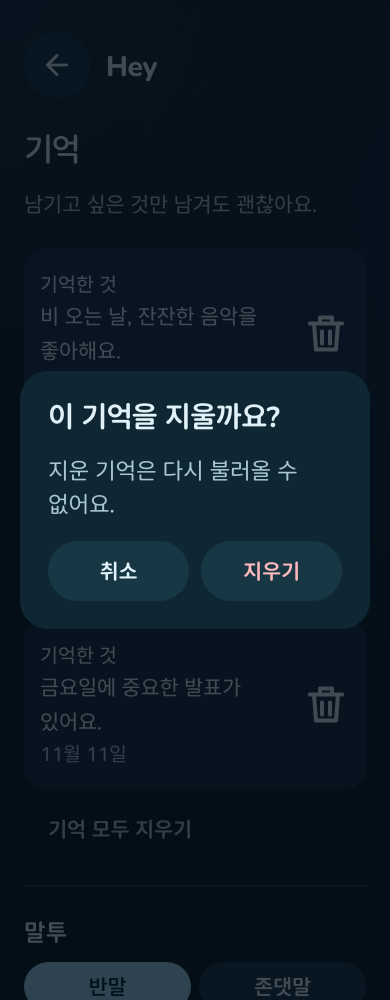 Hey
기억
남기고 싶은 것만 남겨도 괜찮아요.
기억한 것
비 오는 날, 잔잔한 음악을
좋아해요.
이 기억을 지울까요?
지운 기억은 다시 불러올 수
없어요.
취소
지우기
기억한 것
금요일에 중요한 발표가
있어요.
11월 11일
기억 모두 지우기
말투
반말
존댓말